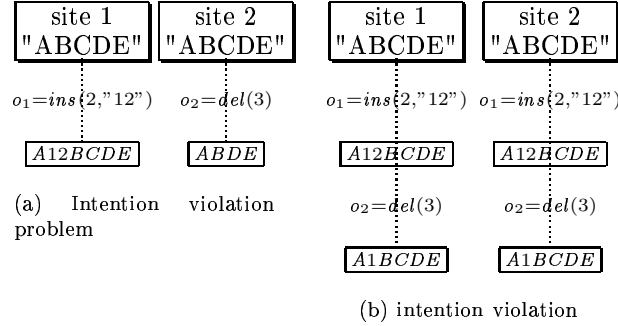 site 1
"ABCDE"
site 2
"ABCDE"
o1=ins(2,"12")
o2=del(3)
A12BCDE
ABDE
(a) Intention violation
problem
site 1
"ABCDE"
site 2
"ABCDE"
o1=ins(2,"12")
o1=ins(2,"12")
A12BCDE
A12BCDE
o2=del(3)
o2=del(3)
A1BCDE
A1BCDE
(b) intention violation